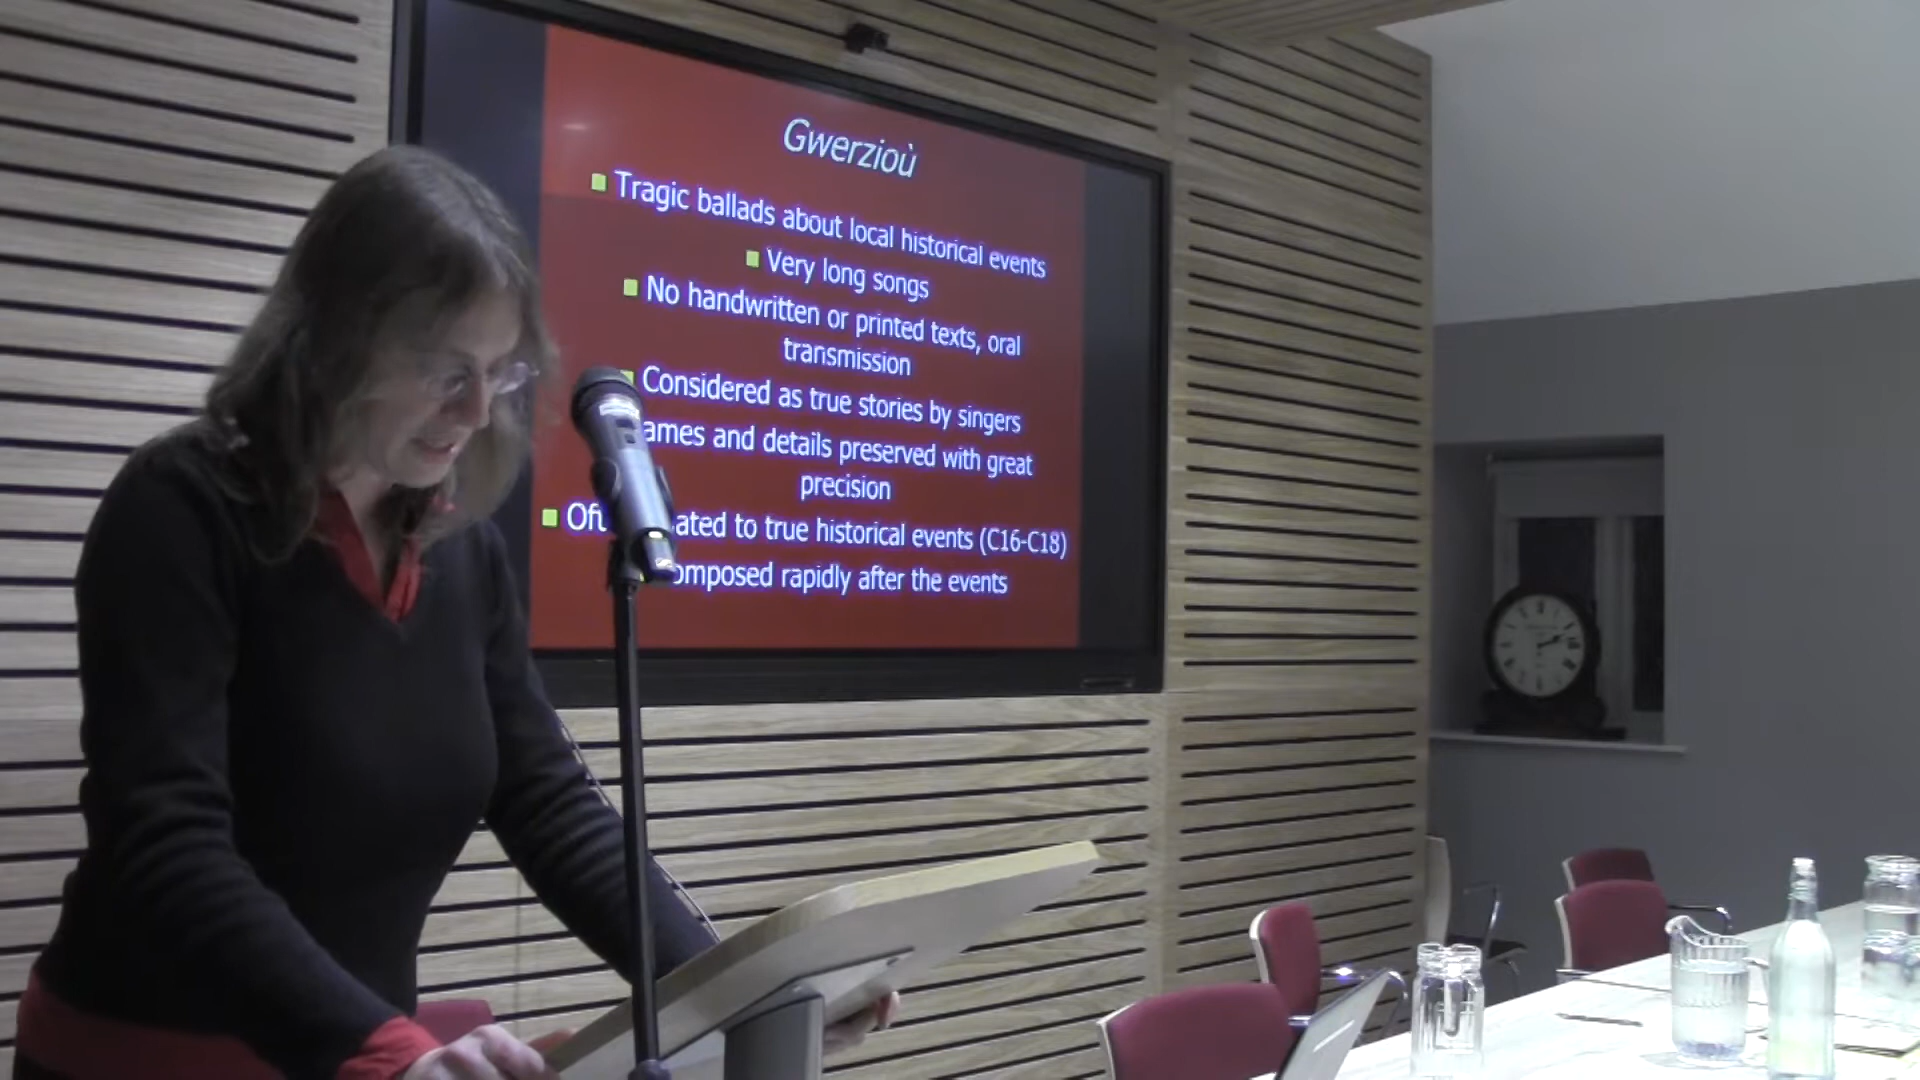 Gwerzioù
Tragic ballads about local historical events
Very long songs
No handwritten or printed texts, oral
transmission
Considered as true stories by singers
ames and details preserved with great
precision
Oft ated to true historical events (C16-C18)
omposed rapidly after the events